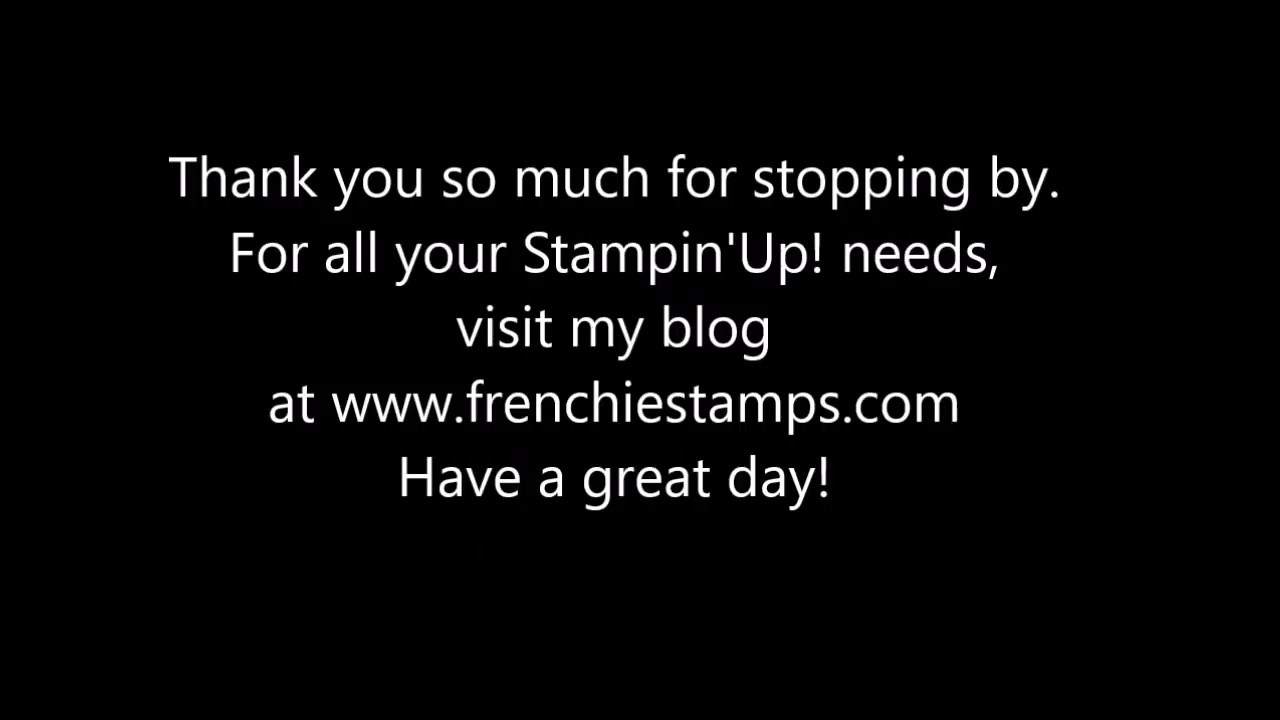 Thank you so much for stopping by.
For all your Stampin'Up! needs,
visit my blog
at www.frenchiestamps.com
Have a great day!